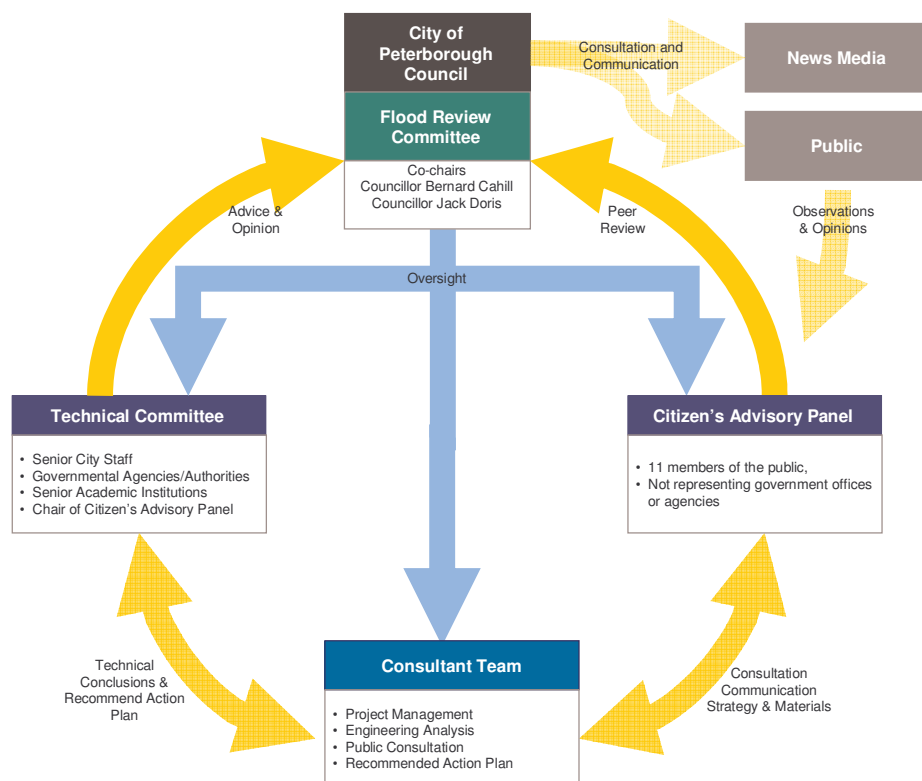 City of
Peterborough
Council
Consultation and
Communication
News Media
Flood Review
Committee
Public
Co-chairs
Councillor Bernard Cahill
Councillor Jack Doris
Advice &
Opinion
Peer
Review
Observations
& Opinions
Oversight
Technical Committee
• Senior City Staff
• Governmental Agencies/Authorities
• Senior Academic Institutions
• Chair of Citizen's Advisory Panel
Citizen's Advisory Panel
• 11 members of the public,
• Not representing government offices
or agencies
Technical
Conclusions &
Recommend Action
Plan
Consultant Team
• Project Management
• Engineering Analysis
• Public Consultation
• Recommended Action Plan
Consultation
Communication
Strategy & Materials